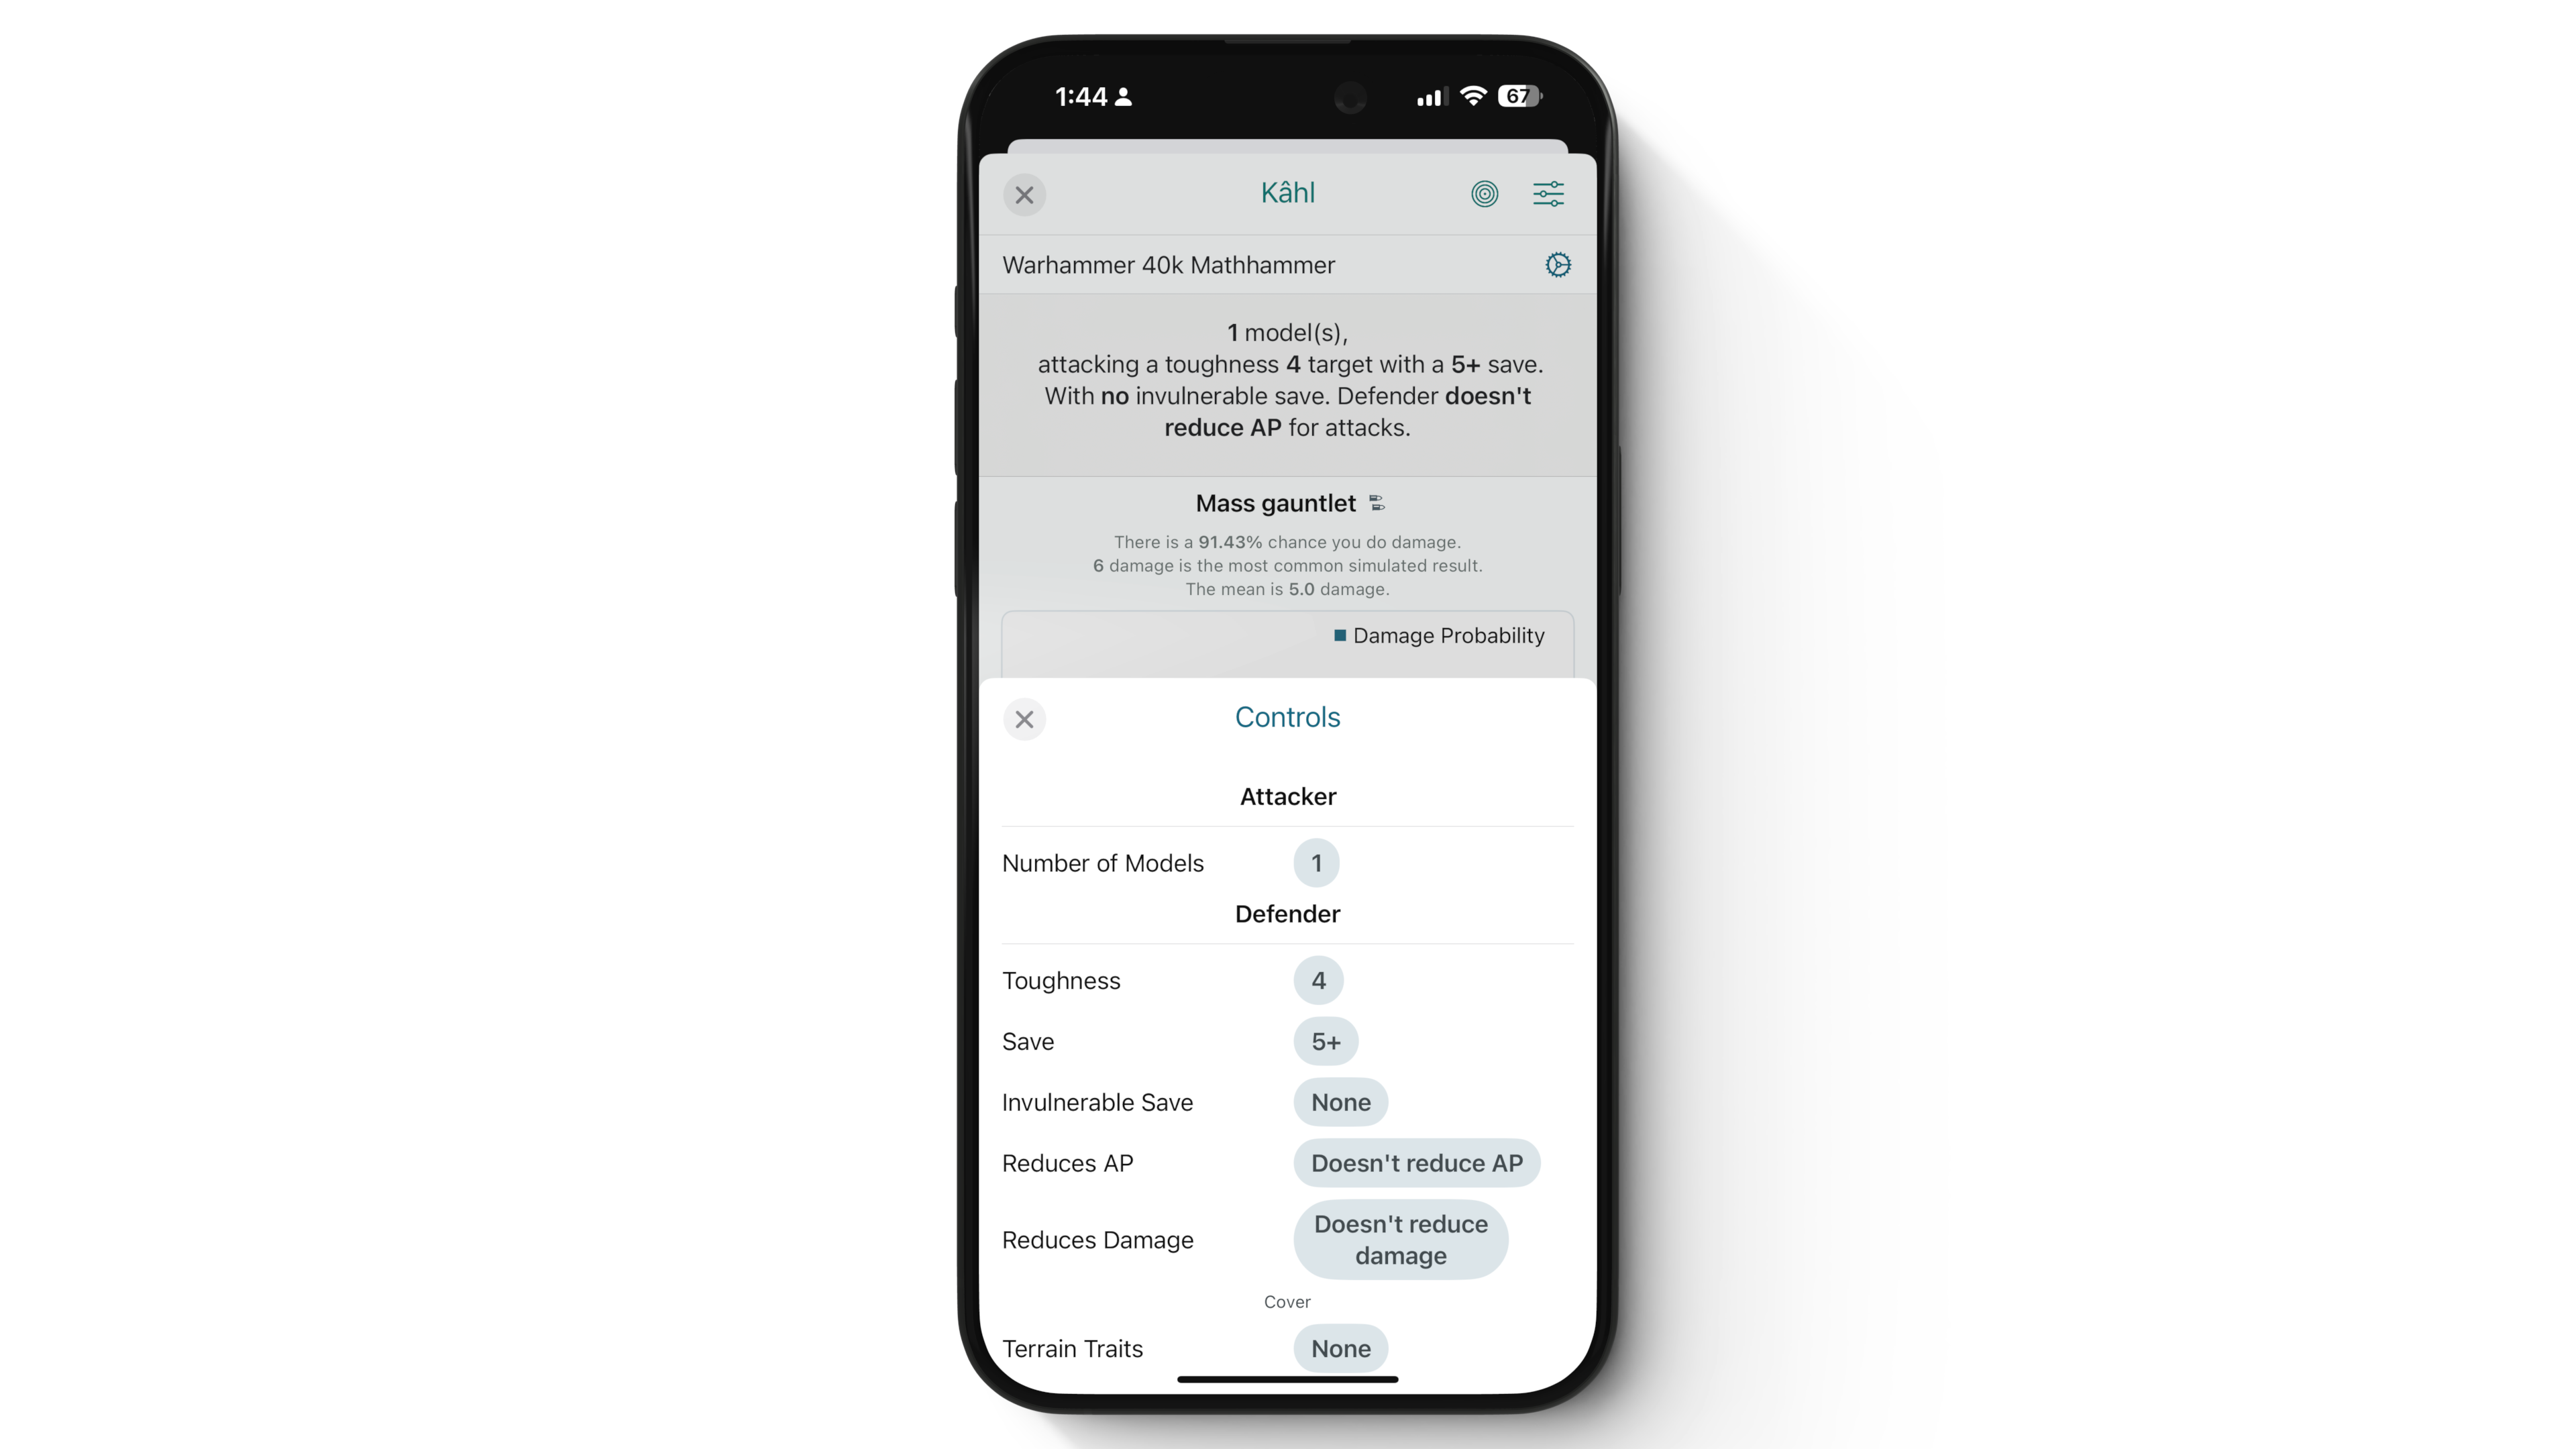 1:44
67
Kâhl
Warhammer 40k Mathhammer
1 model(s),
attacking a toughness 4 target with a 5+ save.
With no invulnerable save. Defender doesn't
reduce AP for attacks.
Mass gauntlet
There is a 91.43% chance you do damage.
6 damage is the most common simulated result.
The mean is 5.0 damage.
Damage Probability
Controls
Attacker
Number of Models 1
Defender
Toughness 4
Save 5+
Invulnerable Save None
Reduces AP Doesn't reduce AP
Reduces Damage Doesn't reduce
damage
Cover
Terrain Traits None